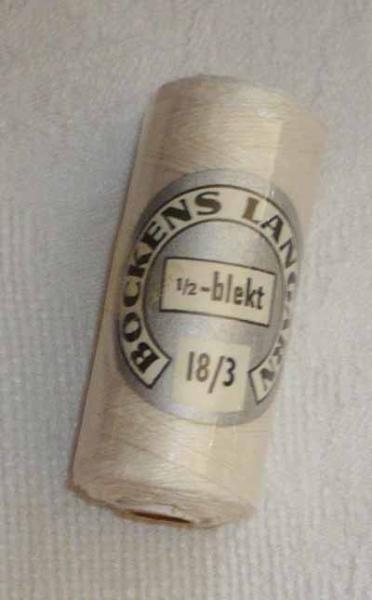 BOCKENS
1/2-blekt
18/3